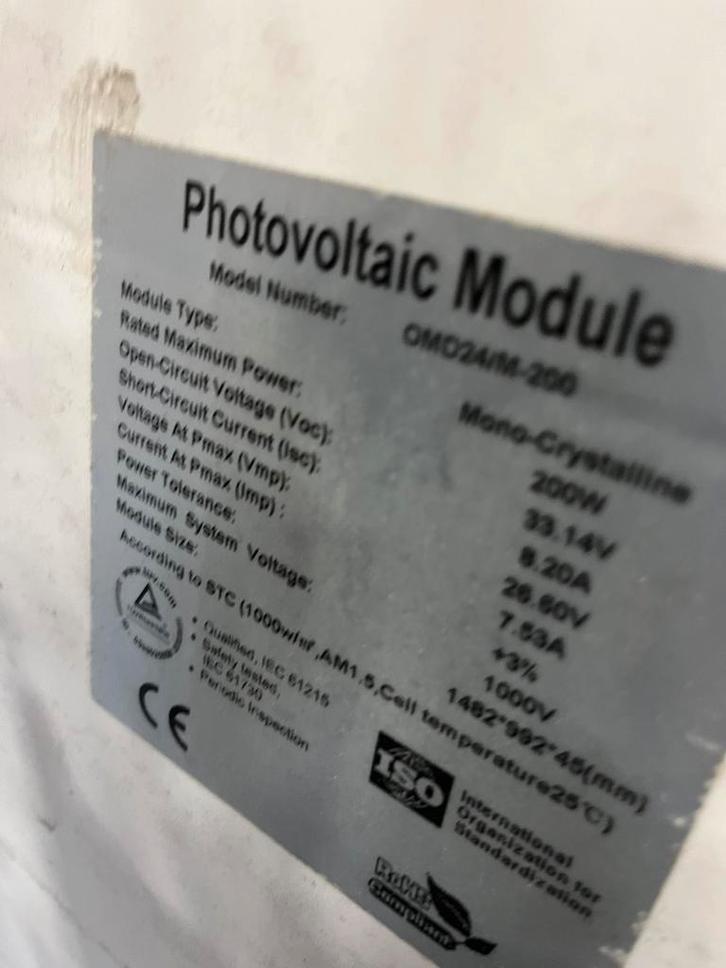 Photovoltaic Module
Model Number: OMD24/M-200
Module Type: Mono-Crystalline
Rated Maximum Power: 200W
Open-Circuit Voltage (Voc): 33.14V
Short-Circuit Current (Isc): 8.20A
Voltage At Pmax (Vmp): 26.60V
Current At Pmax (Imp) : 7.53A
Power Tolerance: +3%
Maximum System Voltage: 1000V
Module Size: 1482*992*45(mm)
According to STC (1000w/㎡,AM1.5,Cell temperature25℃)
• Qualified, IEC 61215
• Safety tested,
IEC 61730
• Periodic Inspection
CE
ISO
International
Organization for
Standardization
RoHS
Compliant